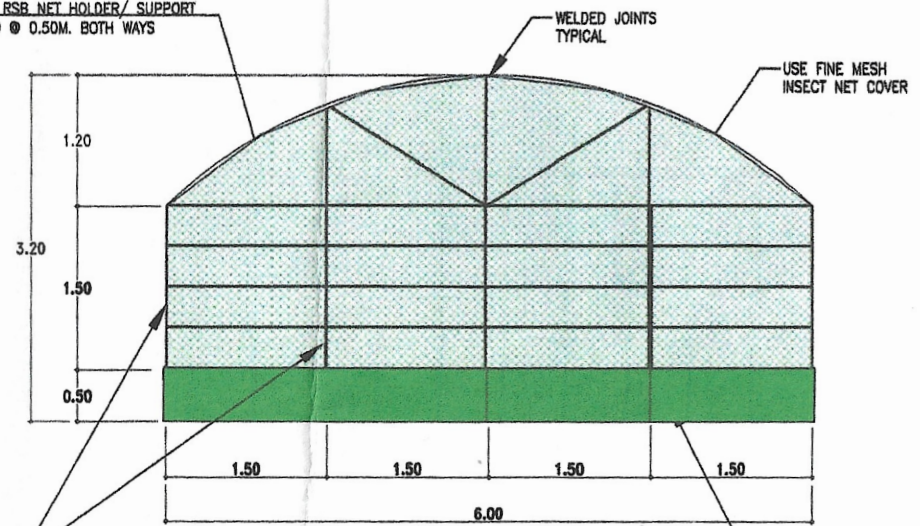 RSB NET HOLDER/ SUPPORT
@ 0.50M. BOTH WAYS
WELDED JOINTS
TYPICAL
USE FINE MESH
INSECT NET COVER
1.20
3.20
1.50
0.50
1.50
1.50
1.50
1.50
6.00